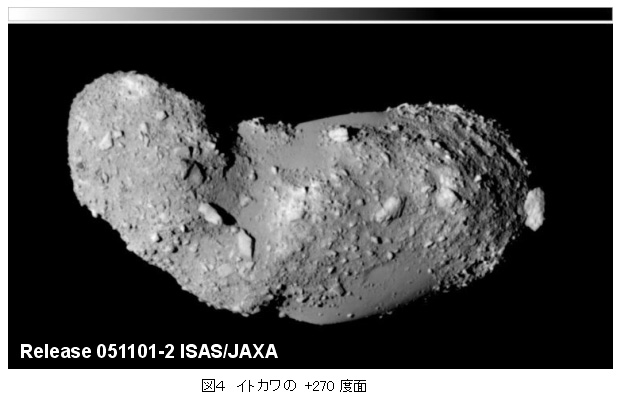 Release 051101-2 ISAS/JAXA
図4 イトカワの +270 度面